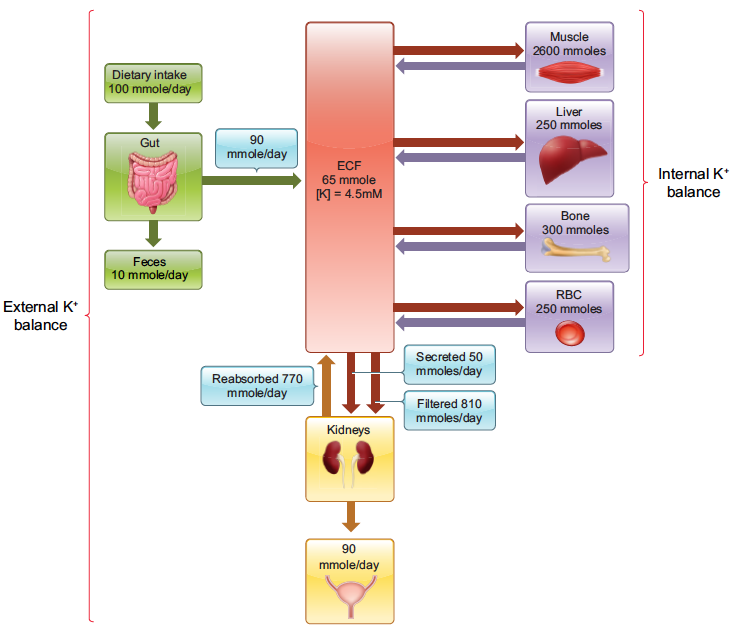 Dietary intake
100 mmole/day
Gut
90
mmole/day
Feces
10 mmole/day
External K⁺
balance
ECF
65 mmole
[K] = 4.5mM
Muscle
2600 mmoles
Liver
250 mmoles
Bone
300 mmoles
RBC
250 mmoles
Internal K⁺
balance
Reabsorbed 770
mmole/day
Secreted 50
mmoles/day
Filtered 810
mmoles/day
Kidneys
90
mmole/day